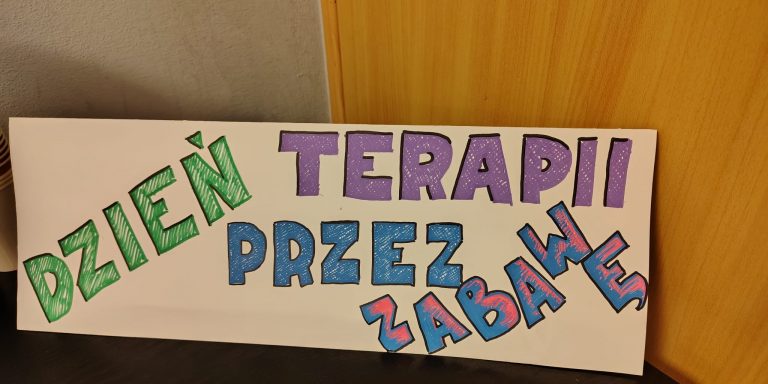 DZIEŃ
TERAPII
PRZEZ
ZABAWĘ